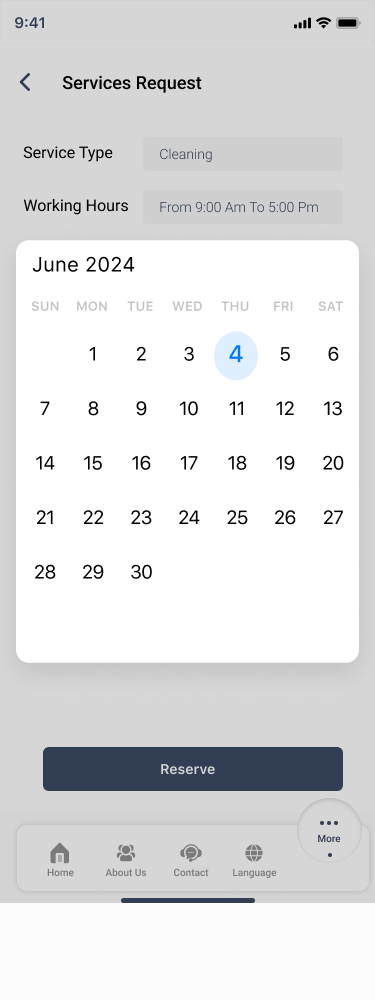 9:41
Services Request
Service Type Cleaning
Working Hours From 9:00 Am To 5:00 Pm
June 2024
SUN MON TUE WED THU FRI SAT
1 2 3 4 5 6
7 8 9 10 11 12 13
14 15 16 17 18 19 20
21 22 23 24 25 26 27
28 29 30
Reserve
More
Home About Us Contact Language